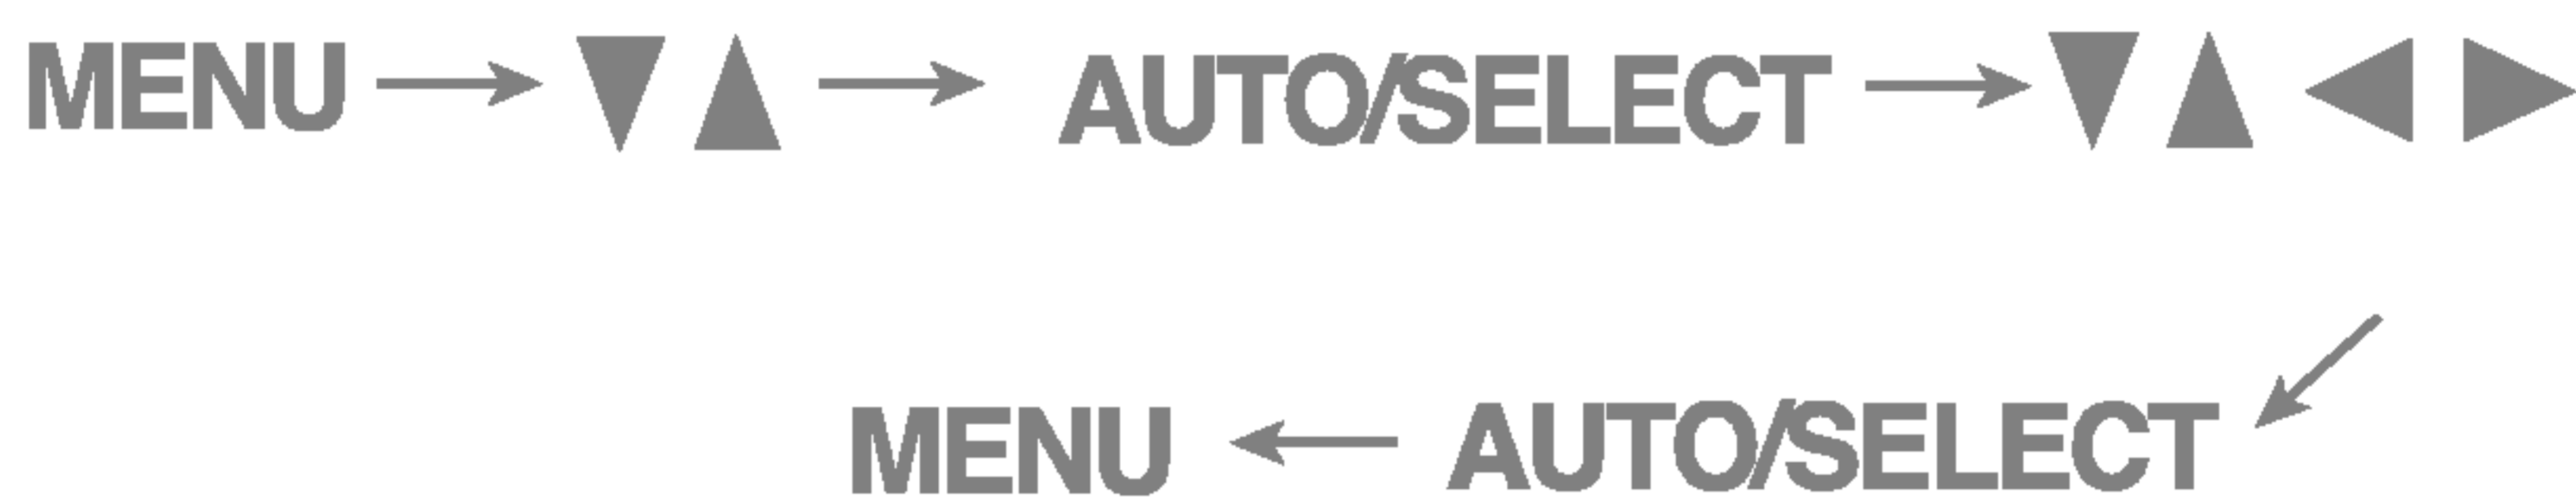 MENU → ▼▲ → AUTO/SELECT → ▼▲◀▶
MENU ← AUTO/SELECT